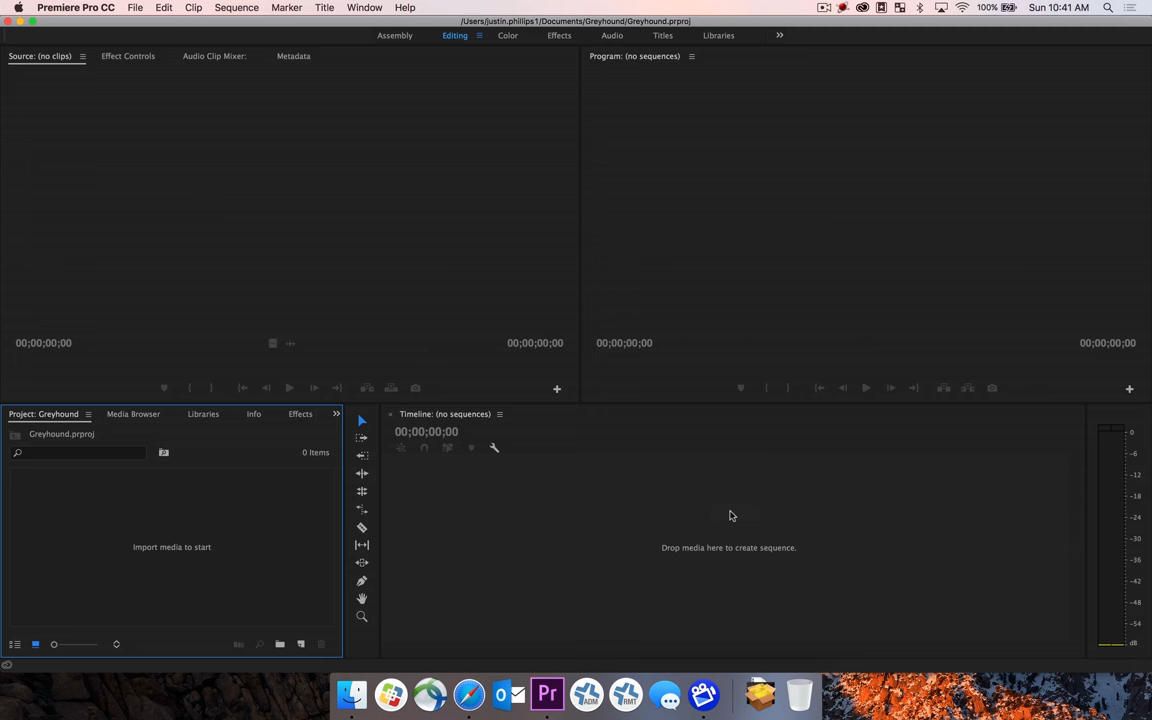 Premiere Pro CC File Edit Clip Sequence Marker Title Window Help 100% Sun 10:41 AM
/Users/justin.phillips1/Documents/Greyhound/Greyhound.prproj
Assembly Editing Color Effects Audio Titles Libraries
Source: (no clips) Effect Controls Audio Clip Mixer: Metadata Program: (no sequences)
00;00;00;00 00;00;00;00 00;00;00;00 00;00;00;00
Project: Greyhound Media Browser Libraries Info Effects Timeline: (no sequences)
Greyhound.prproj 00;00;00;00
0 Items
Import media to start
Drop media here to create sequence.
0
-6
-12
-18
-24
-30
-36
-42
-48
-54
dB
Pr ADM RMT